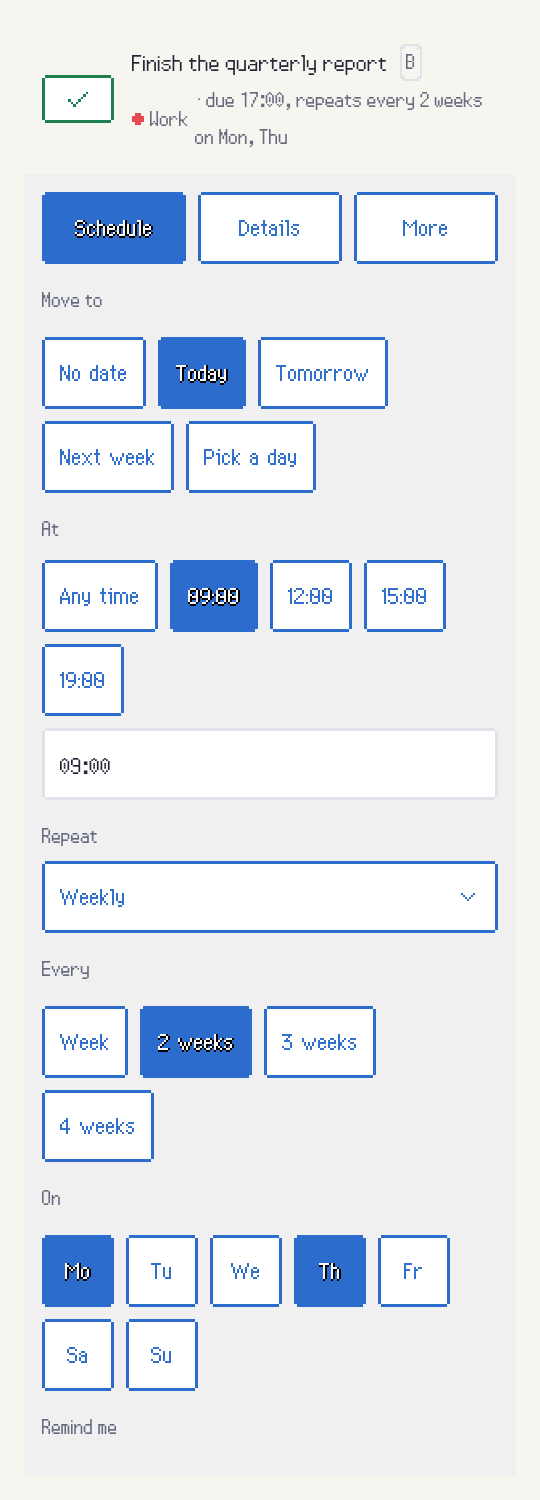 Finish the quarterly report B
Work · due 17:00, repeats every 2 weeks
on Mon, Thu
Schedule Details More
Move to
No date Today Tomorrow
Next week Pick a day
At
Any time 09:00 12:00 15:00
19:00
09:00
Repeat
Weekly
Every
Week 2 weeks 3 weeks
4 weeks
On
Mo Tu We Th Fr
Sa Su
Remind me